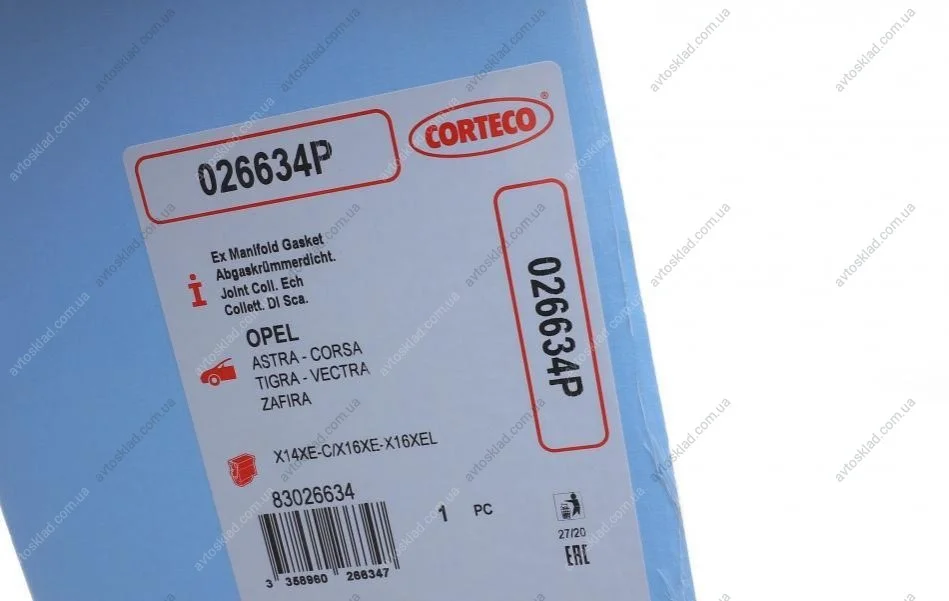 026634P
CORTECO®
Ex Manifold Gasket
Abgaskrümmerdicht.
Joint Coll. Ech
Collett. Di Sca.
i
OPEL
ASTRA - CORSA
TIGRA - VECTRA
ZAFIRA
026634P
X14XE-C/X16XE-X16XEL
83026634
1 PC
27/20
EAC
3 358960 266347
avtosklad.com.ua